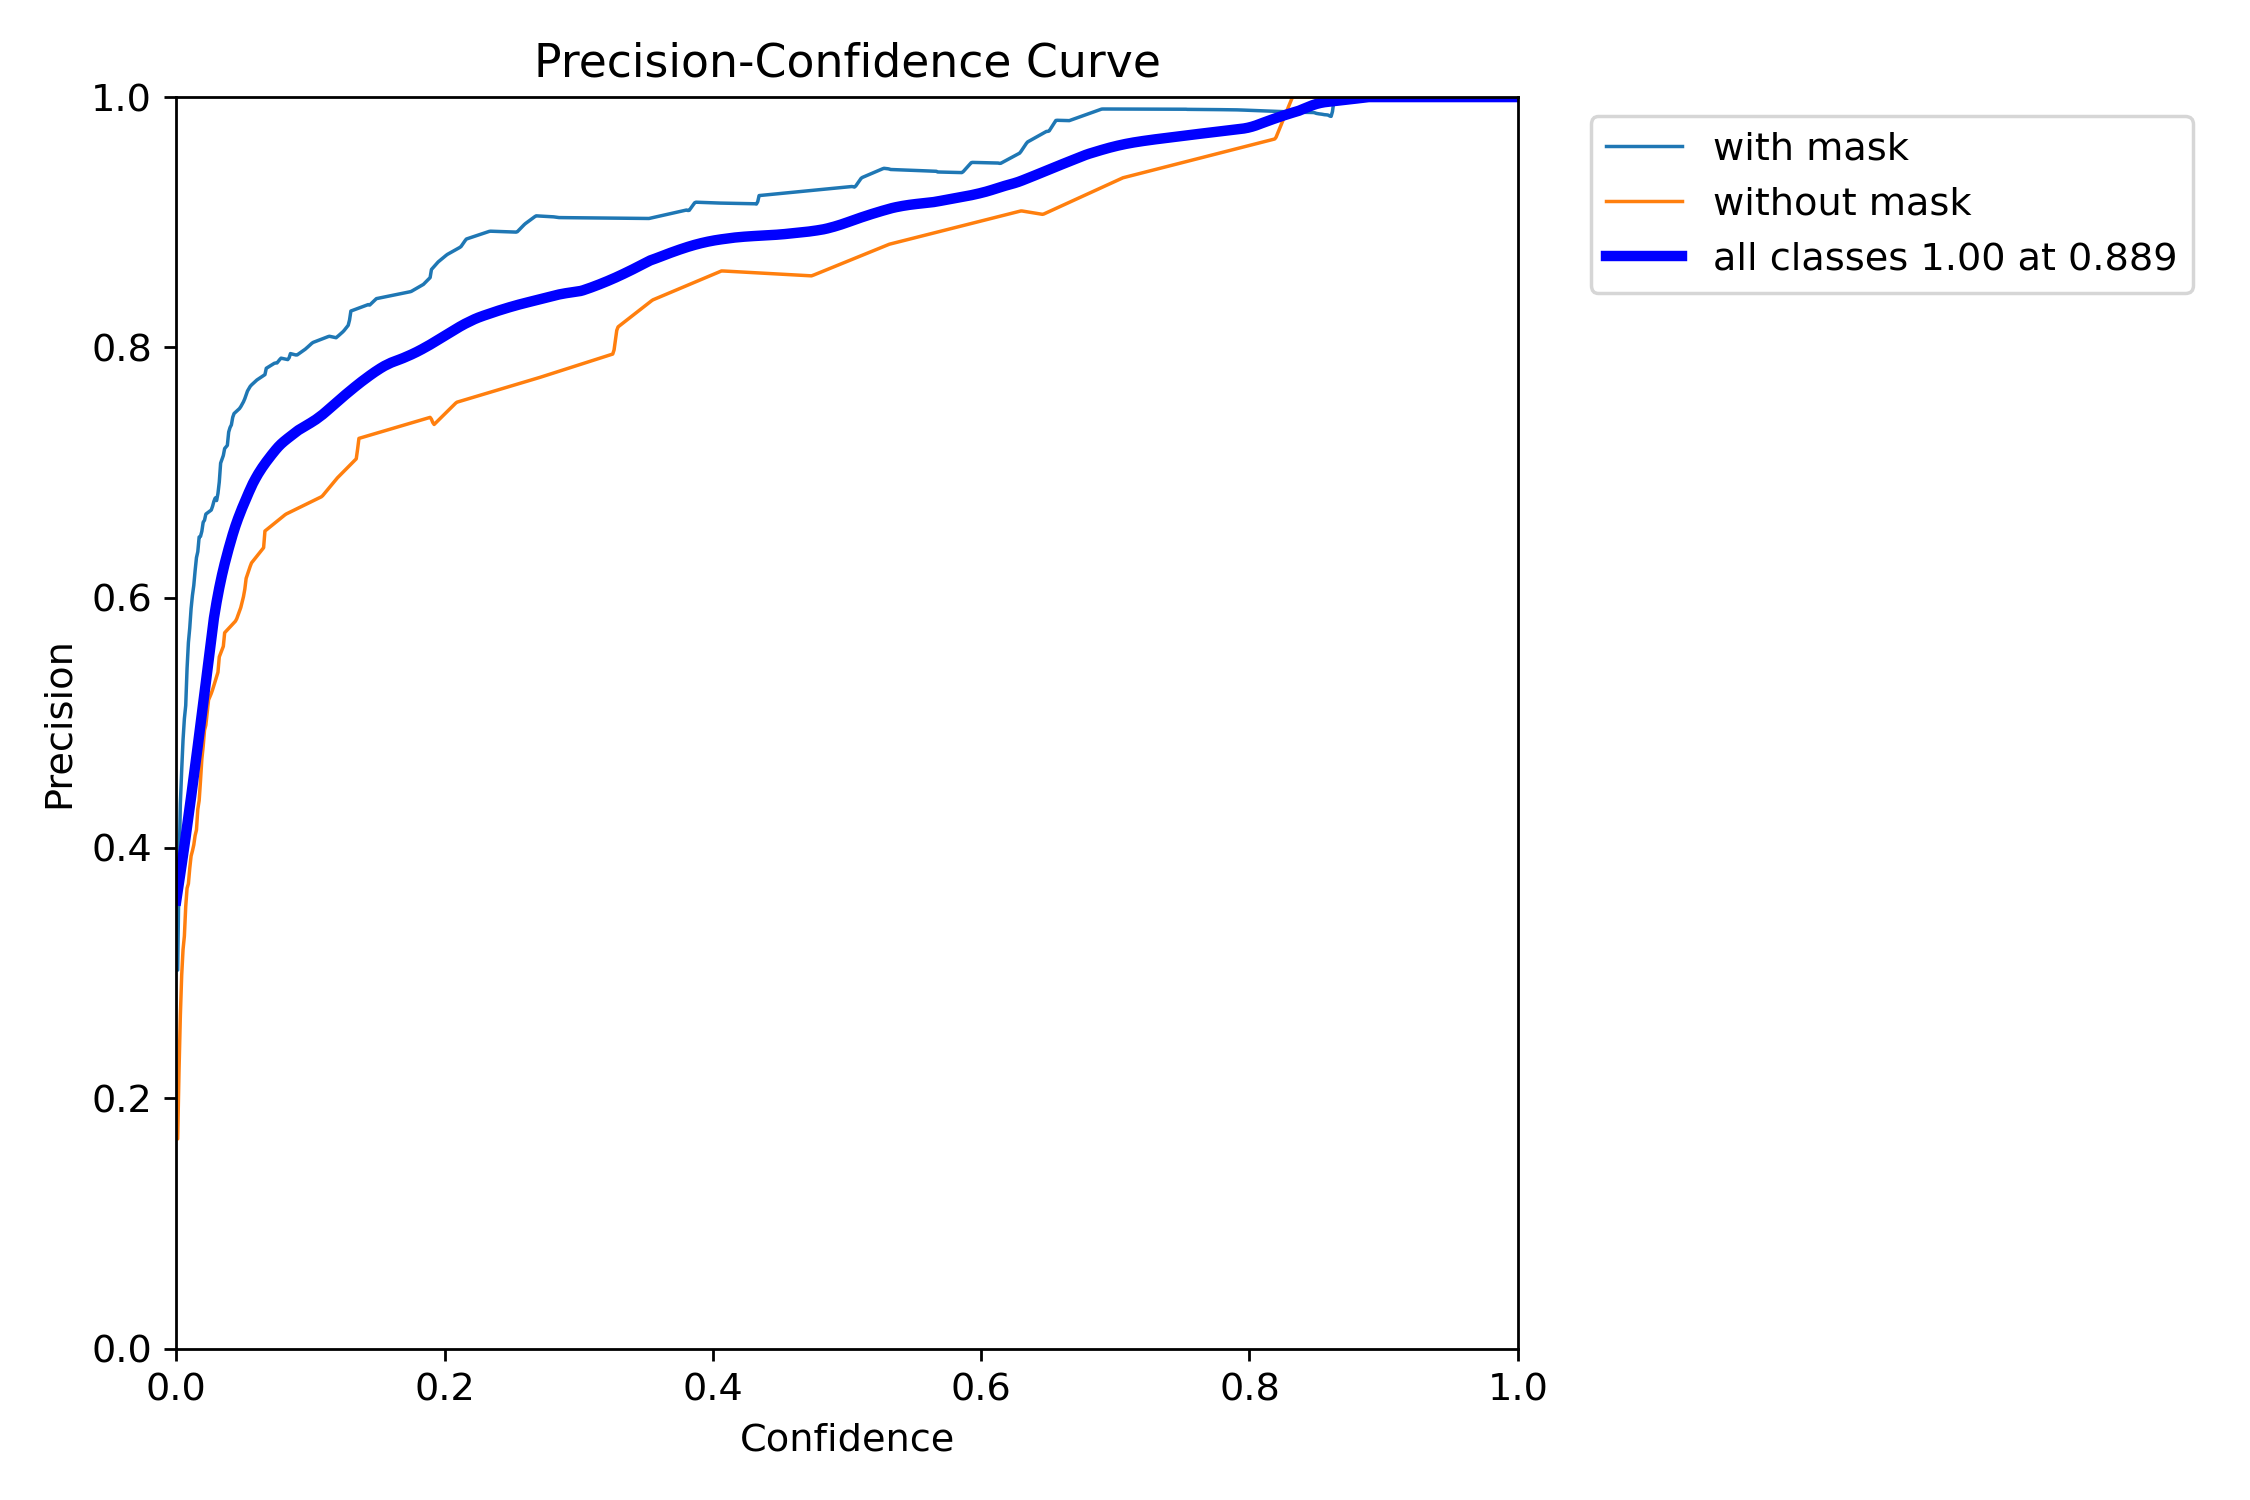 Precision-Confidence Curve
1.0
0.8
0.6
0.4
0.2
0.0
Precision
0.0 0.2 0.4 0.6 0.8 1.0
Confidence
with mask
without mask
all classes 1.00 at 0.889